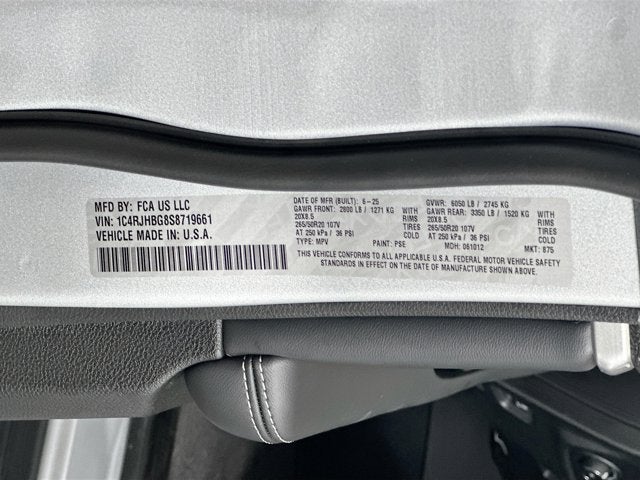 MFD BY: FCA US LLC
VIN: 1C4RJHBG8S8719661
VEHICLE MADE IN: U.S.A.
DATE OF MFR (BUILT): 6-25
GAWR FRONT: 2800 LB / 1271 KG
20X8.5 RIM
265/50R20 107V TIRES
AT 250 kPa / 36 PSI COLD
TYPE: MPV PAINT: PSE
GVWR: 6050 LB / 2745 KG
GAWR REAR: 3350 LB / 1520 KG
20X8.5 RIM
265/50R20 107V TIRES
AT 250 kPa / 36 PSI COLD
MDH: 061012 MKT: 875
THIS VEHICLE CONFORMS TO ALL APPLICABLE U.S.A. FEDERAL MOTOR VEHICLE SAFETY
STANDARDS IN EFFECT ON THE DATE OF MANUFACTURE SHOWN ABOVE.